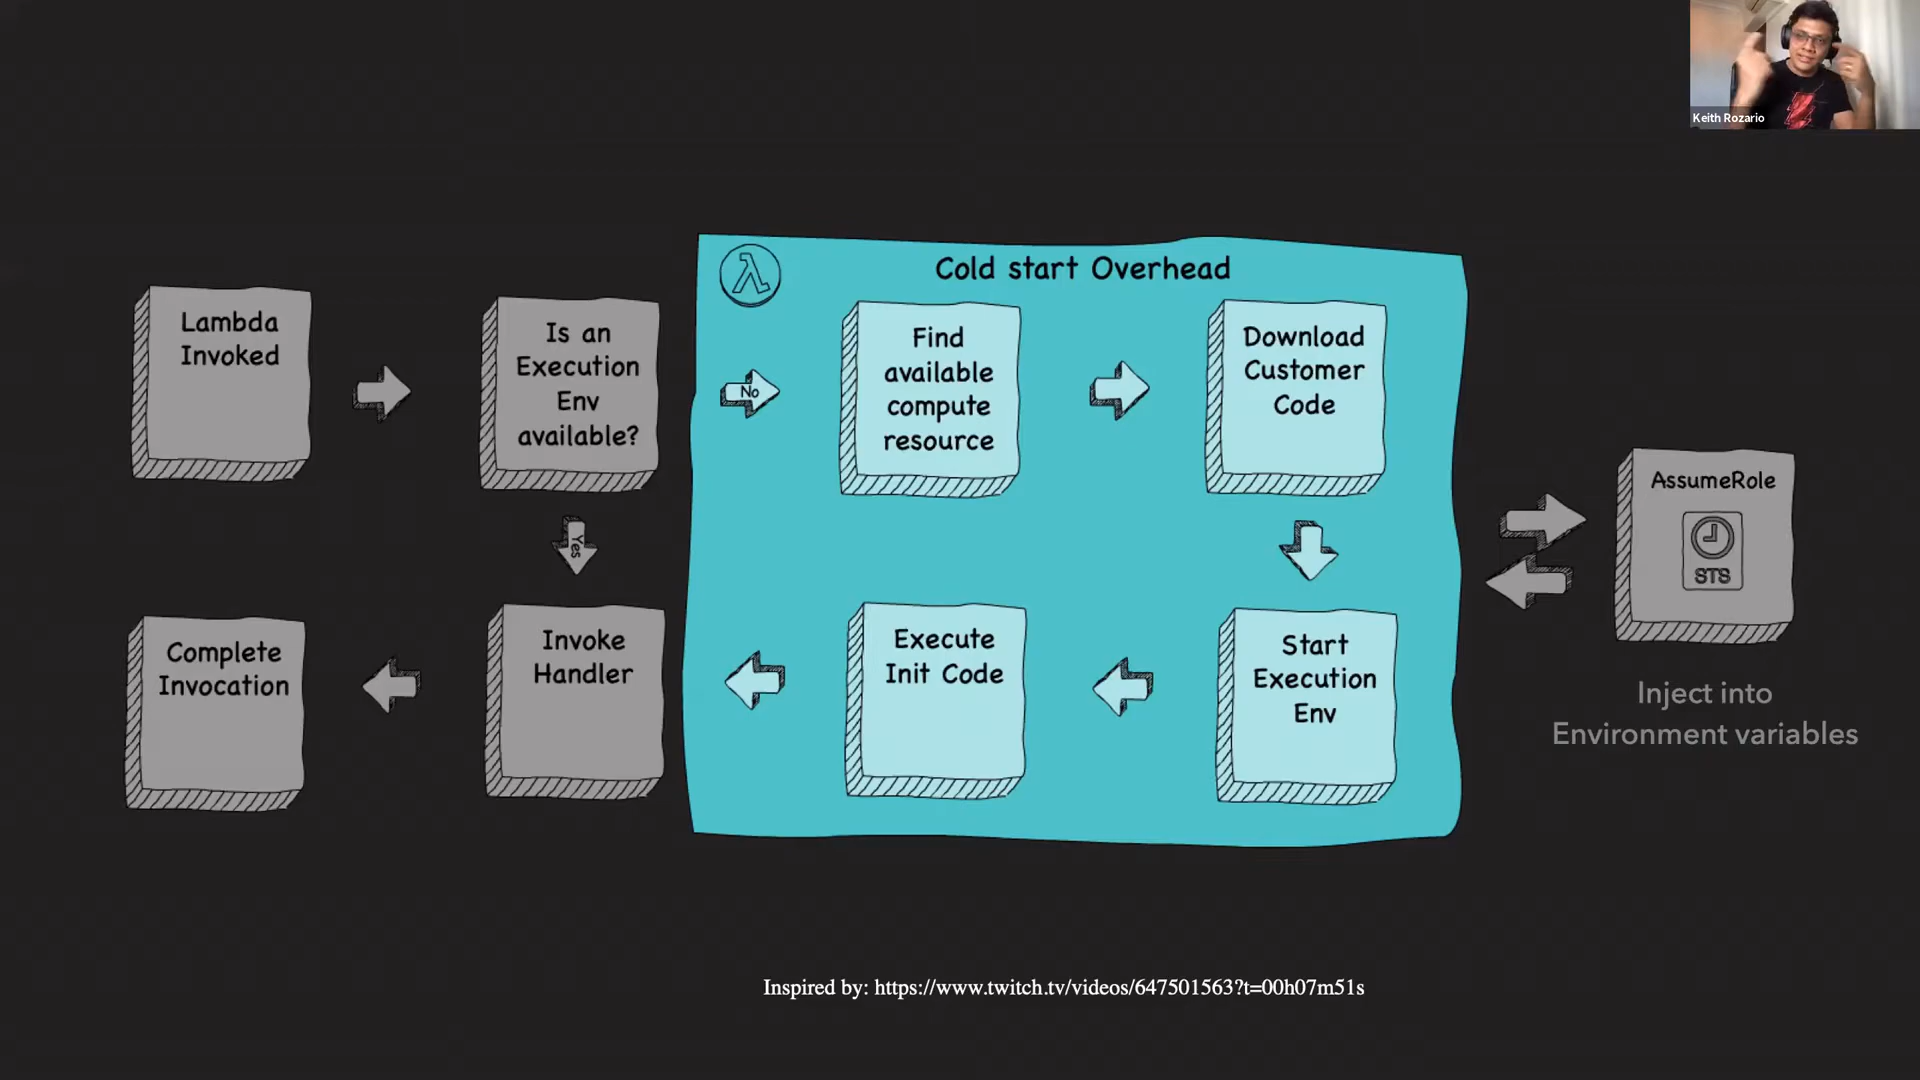 Keith Rozario
Cold start Overhead
Lambda
Invoked
Is an
Execution
Env
available?
No
Find
available
compute
resource
Download
Customer
Code
Yes
AssumeRole
STS
Inject into
Environment variables
Start
Execution
Env
Execute
Init Code
Invoke
Handler
Complete
Invocation
Inspired by: https://www.twitch.tv/videos/647501563?t=00h07m51s